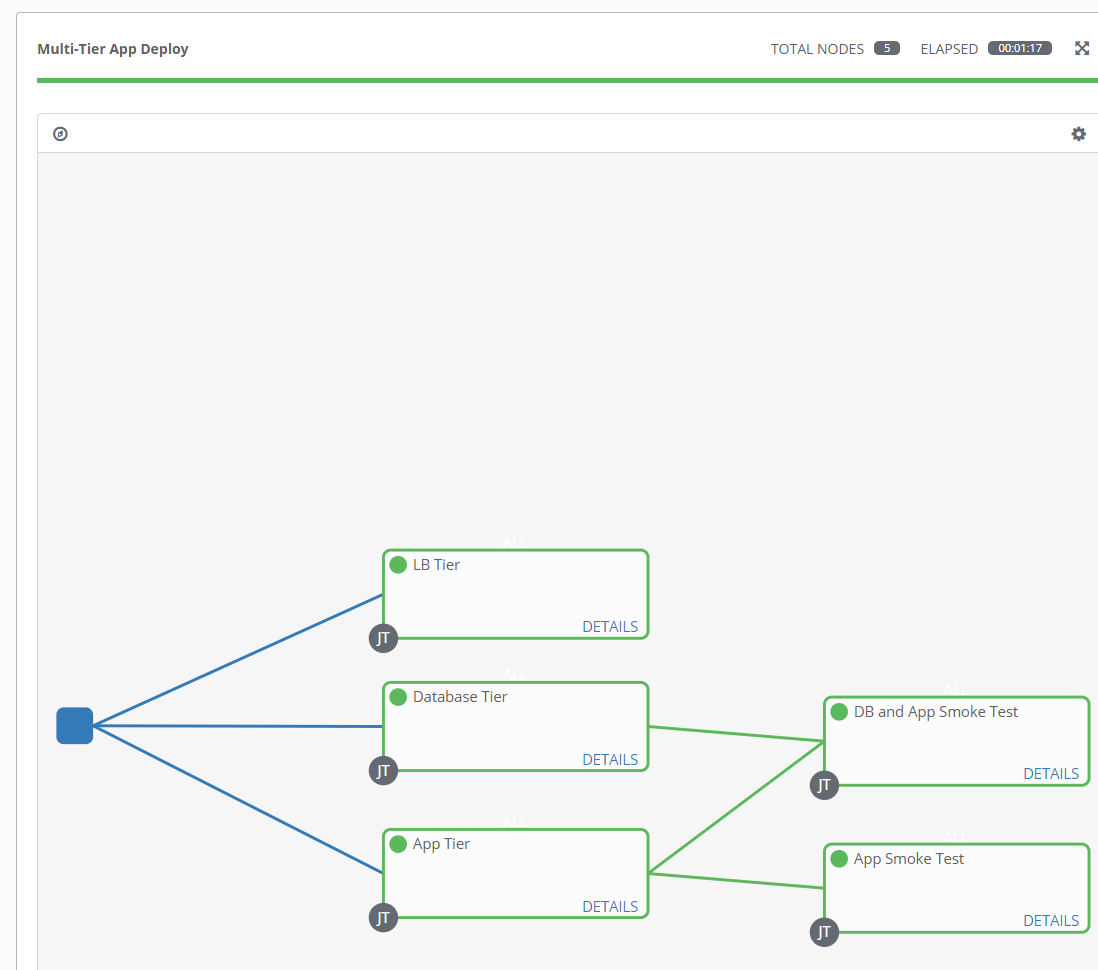 Multi-Tier App Deploy
TOTAL NODES 5 ELAPSED 00:01:17
ALL
LB Tier
DETAILS
JT
ALL
Database Tier
DETAILS
JT
ALL
DB and App Smoke Test
DETAILS
JT
ALL
App Tier
DETAILS
JT
ALL
App Smoke Test
DETAILS
JT